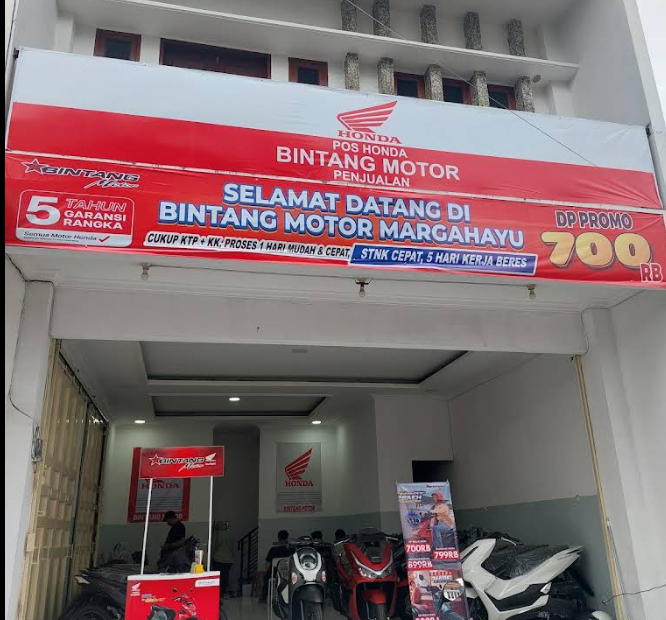 HONDA
POS HONDA
BINTANG MOTOR
PENJUALAN
BINTANG
Motor
5 TAHUN
GARANSI
RANGKA
Semua Motor Honda
SELAMAT DATANG DI
BINTANG MOTOR MARGAHAYU
CUKUP KTP + KK, PROSES 1 HARI MUDAH & CEPAT,
STNK CEPAT, 5 HARI KERJA BERES
DP PROMO
700
RB
BINTANG
Motor
HONDA
HONDA
BINTANG MOTOR
700RB
799RB
899RB